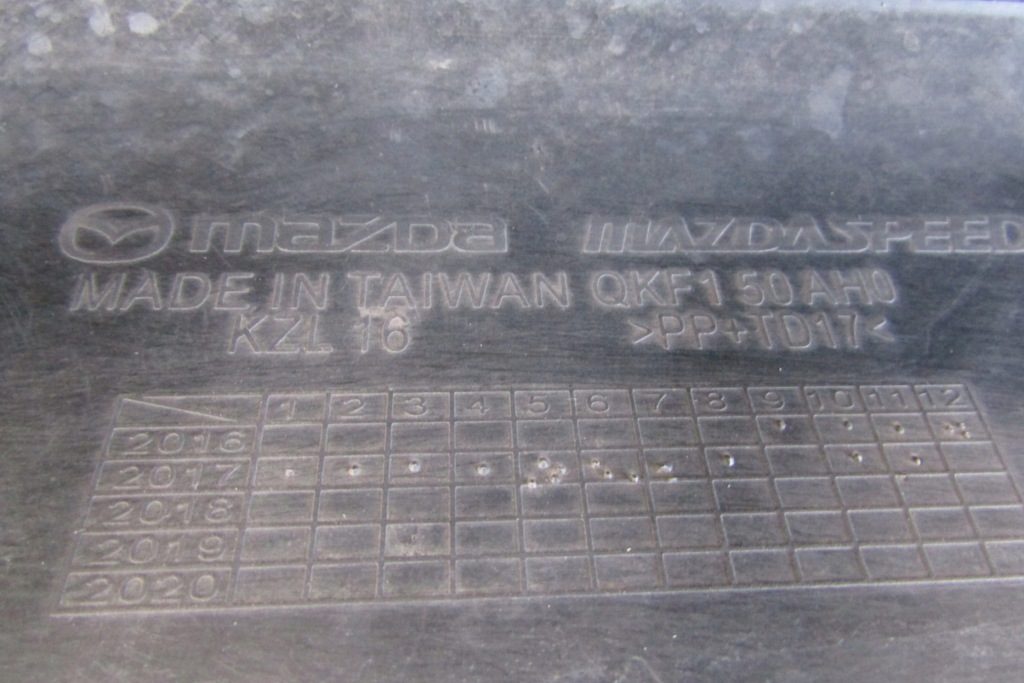 mazda MAZDASPEED
MADE IN TAIWAN QKF1 50 AH0
KZL 16 >PP+TD17<
1 2 3 4 5 6 7 8 9 10 11 12
2016
2017
2018
2019
2020